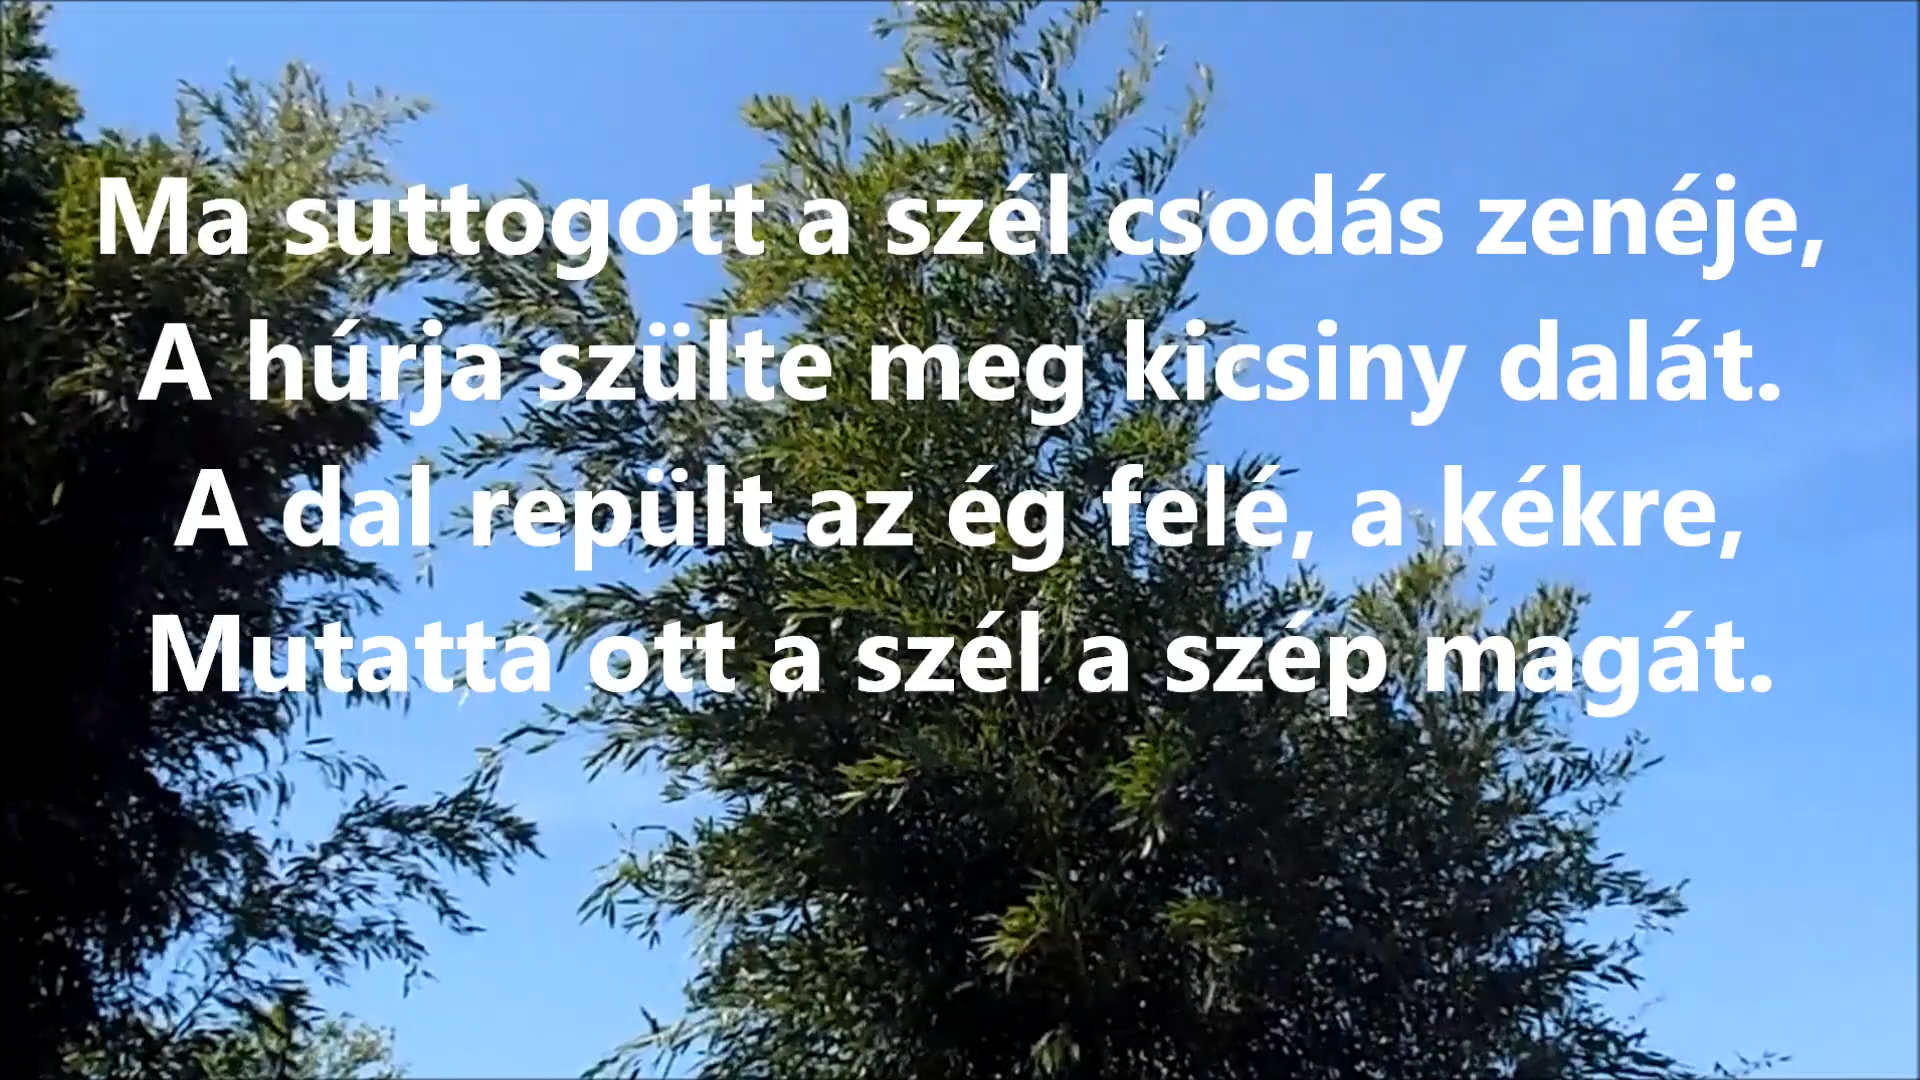 Ma suttogott a szél csodás zenéje,
A húrja szülte meg kicsiny dalát.
A dal repült az ég felé, a kékre,
Mutatta ott a szél a szép magát.